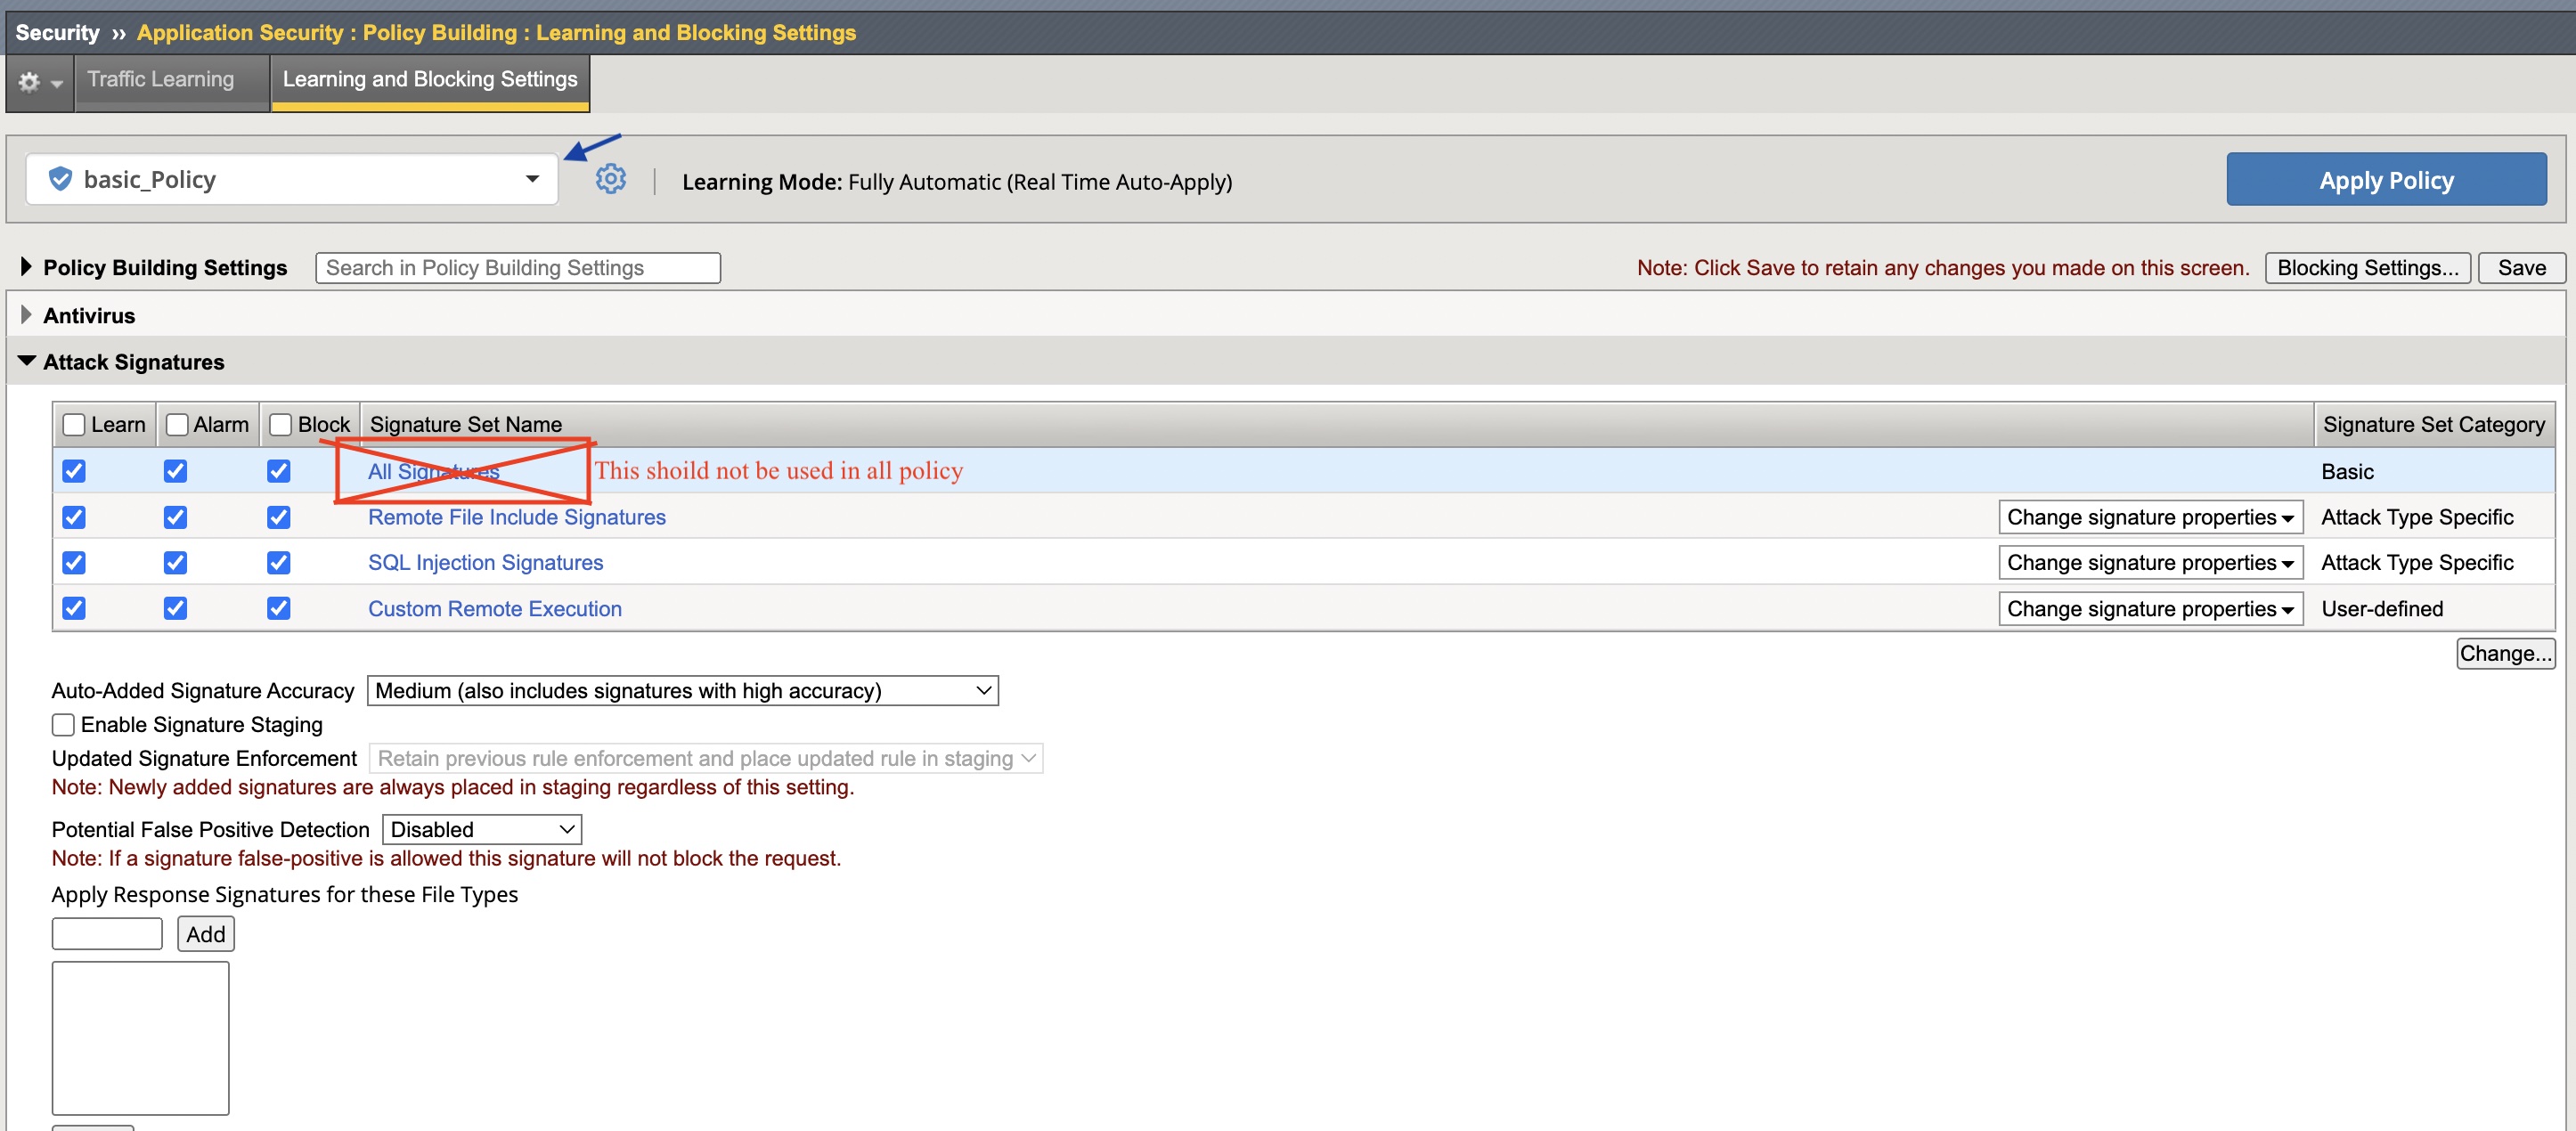 Security ›› Application Security : Policy Building : Learning and Blocking Settings
Traffic Learning Learning and Blocking Settings
basic_Policy Learning Mode: Fully Automatic (Real Time Auto-Apply) Apply Policy
Policy Building Settings Search in Policy Building Settings Note: Click Save to retain any changes you made on this screen. Blocking Settings... Save
Antivirus
Attack Signatures
Learn Alarm Block Signature Set Name Signature Set Category
All Signatures This shoild not be used in all policy Basic
Remote File Include Signatures Change signature properties Attack Type Specific
SQL Injection Signatures Change signature properties Attack Type Specific
Custom Remote Execution Change signature properties User-defined
Change...
Auto-Added Signature Accuracy Medium (also includes signatures with high accuracy)
Enable Signature Staging
Updated Signature Enforcement Retain previous rule enforcement and place updated rule in staging
Note: Newly added signatures are always placed in staging regardless of this setting.
Potential False Positive Detection Disabled
Note: If a signature false-positive is allowed this signature will not block the request.
Apply Response Signatures for these File Types
Add